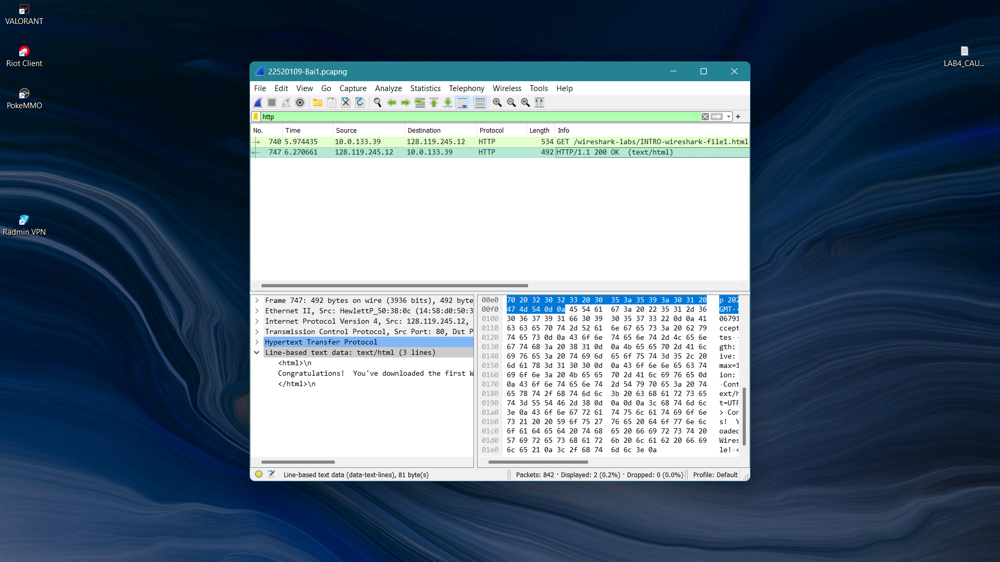 VALORANT
Riot Client
PokeMMO
Radmin VPN
LAB4_CAU...
22520109-Bai1.pcapng
File Edit View Go Capture Analyze Statistics Telephony Wireless Tools Help
http
No. Time Source Destination Protocol Length Info
740 5.974435 10.0.133.39 128.119.245.12 HTTP 534 GET /wireshark-labs/INTRO-wireshark-file1.html
747 6.270661 128.119.245.12 10.0.133.39 HTTP 492 HTTP/1.1 200 OK (text/html)
Frame 747: 492 bytes on wire (3936 bits), 492 byte
Ethernet II, Src: HewlettP_50:38:0c (14:58:d0:50:3
Internet Protocol Version 4, Src: 128.119.245.12,
Transmission Control Protocol, Src Port: 80, Dst P
Hypertext Transfer Protocol
Line-based text data: text/html (3 lines)
<html>\n
Congratulations!  You've downloaded the first W
</html>\n
00e0 70 20 32 30 32 33 20 30 35 3a 35 39 3a 30 31 20 p 202
00f0 47 4d 54 0d 0a 45 54 61 67 3a 20 22 35 31 2d 36 GMT··
0100 30 36 37 39 31 66 30 39 30 35 37 33 22 0d 0a 41 06791
0110 63 63 65 70 74 2d 52 61 6e 67 65 73 3a 20 62 79 ccept
0120 74 65 73 0d 0a 43 6f 6e 74 65 6e 74 2d 4c 65 6e tes··
0130 67 74 68 3a 20 38 31 0d 0a 4b 65 65 70 2d 41 6c gth:
0140 69 76 65 3a 20 74 69 6d 65 6f 75 74 3d 35 2c 20 ive:
0150 6d 61 78 3d 31 30 30 0d 0a 43 6f 6e 6e 65 63 74 max=1
0160 69 6f 6e 3a 20 4b 65 65 70 2d 41 6c 69 76 65 0d ion:
0170 0a 43 6f 6e 74 65 6e 74 2d 54 79 70 65 3a 20 74 ·Cont
0180 65 78 74 2f 68 74 6d 6c 3b 20 63 68 61 72 73 65 ext/h
0190 74 3d 55 54 46 2d 38 0d 0a 0d 0a 3c 68 74 6d 6c t=UTF
01a0 3e 0a 43 6f 6e 67 72 61 74 75 6c 61 74 69 6f 6e >·Con
01b0 73 21 20 20 59 6f 75 27 76 65 20 64 6f 77 6e 6c s!  Y
01c0 6f 61 64 65 64 20 74 68 65 20 66 69 72 73 74 20 oaded
01d0 57 69 72 65 73 68 61 72 6b 20 6c 61 62 20 66 69 Wires
01e0 6c 65 21 0a 3c 2f 68 74 6d 6c 3e 0a le!·<
Line-based text data (data-text-lines), 81 byte(s)
Packets: 842 · Displayed: 2 (0.2%) · Dropped: 0 (0.0%)
Profile: Default